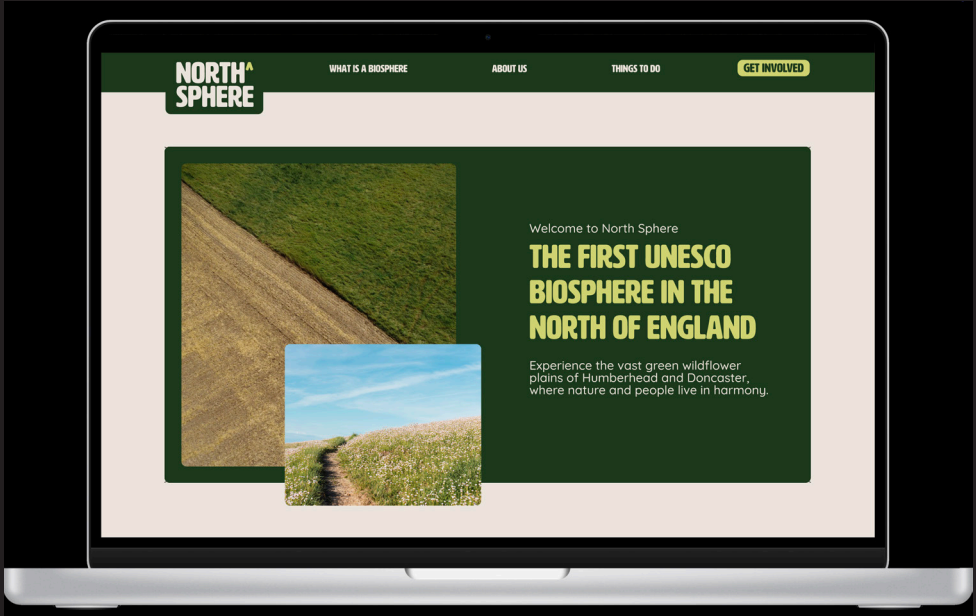 NORTH^
SPHERE
WHAT IS A BIOSPHERE
ABOUT US
THINGS TO DO
GET INVOLVED
Welcome to North Sphere
THE FIRST UNESCO
BIOSPHERE IN THE
NORTH OF ENGLAND
Experience the vast green wildflower
plains of Humberhead and Doncaster,
where nature and people live in harmony.